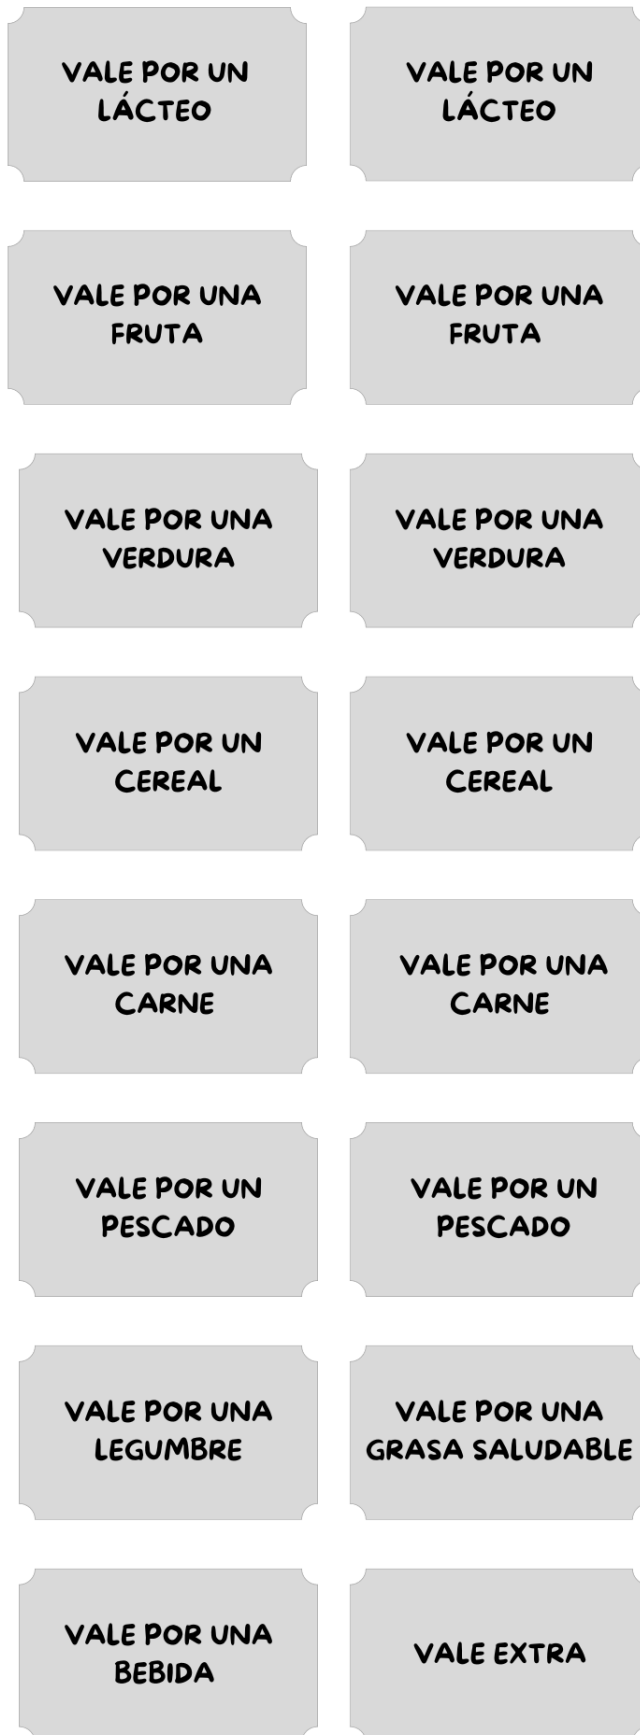 VALE POR UN
LÁCTEO
VALE POR UN
LÁCTEO
VALE POR UNA
FRUTA
VALE POR UNA
FRUTA
VALE POR UNA
VERDURA
VALE POR UNA
VERDURA
VALE POR UN
CEREAL
VALE POR UN
CEREAL
VALE POR UNA
CARNE
VALE POR UNA
CARNE
VALE POR UN
PESCADO
VALE POR UN
PESCADO
VALE POR UNA
LEGUMBRE
VALE POR UNA
GRASA SALUDABLE
VALE POR UNA
BEBIDA
VALE EXTRA